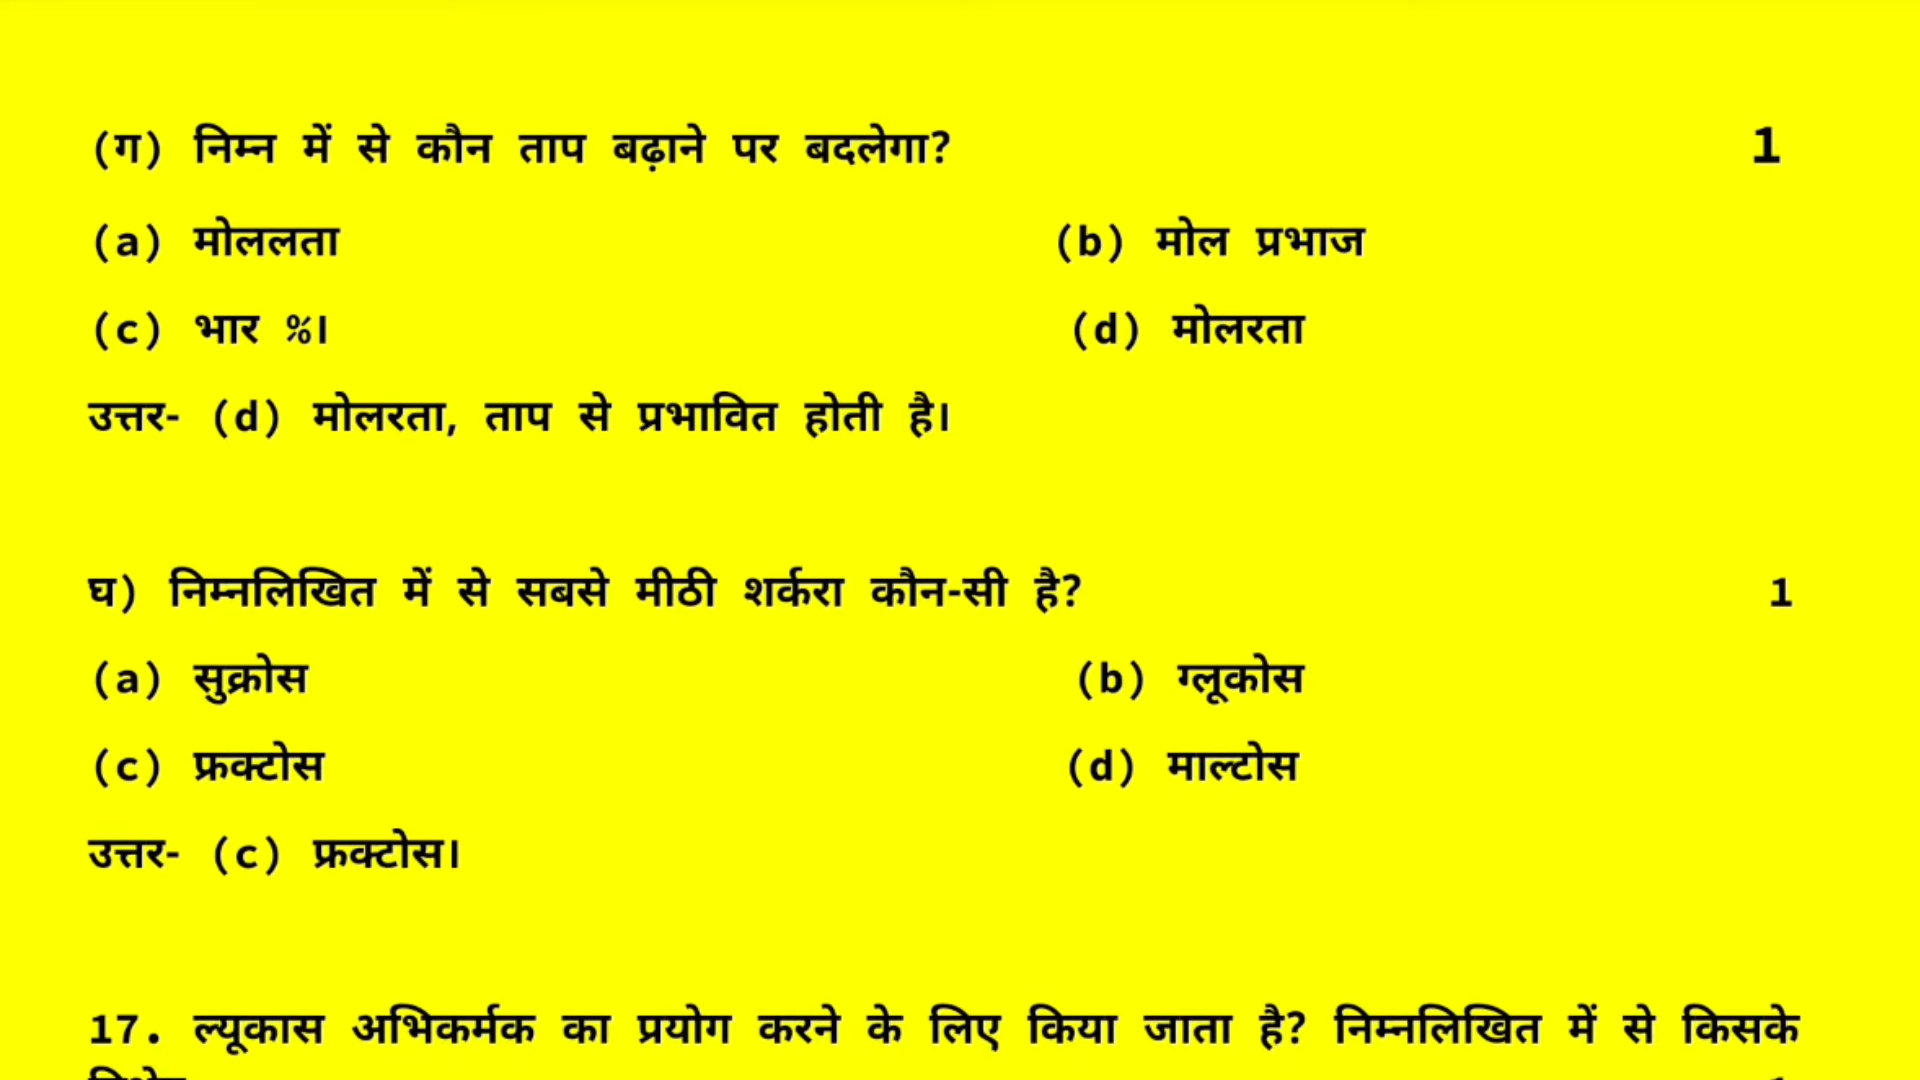 (ग) निम्न में से कौन ताप बढ़ाने पर बदलेगा? 1
(a) मोललता (b) मोल प्रभाज
(c) भार %। (d) मोलरता
उत्तर- (d) मोलरता, ताप से प्रभावित होती है।
घ) निम्नलिखित में से सबसे मीठी शर्करा कौन-सी है? 1
(a) सुक्रोस (b) ग्लूकोस
(c) फ्रक्टोस (d) माल्टोस
उत्तर- (c) फ्रक्टोस।
17. ल्यूकास अभिकर्मक का प्रयोग करने के लिए किया जाता है? निम्नलिखित में से किसके